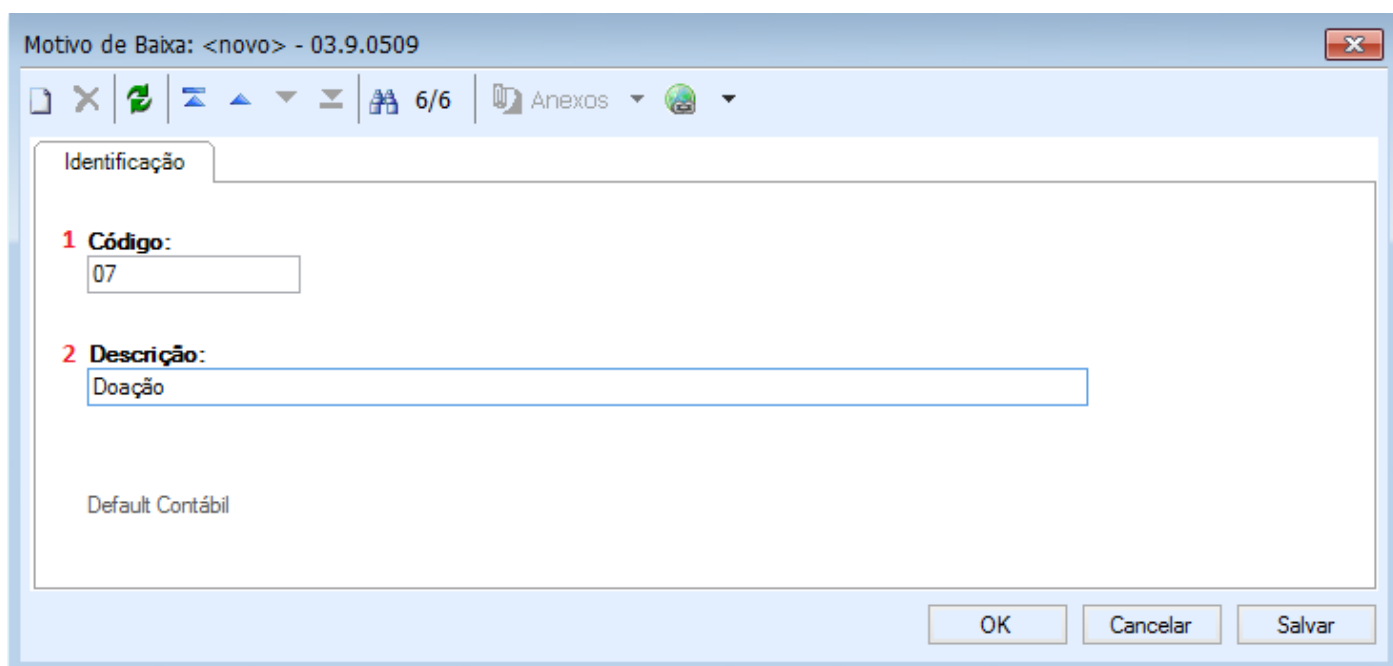 Motivo de Baixa: <novo> - 03.9.0509
6/6 Anexos
Identificação
1 Código:
07
2 Descrição:
Doação
Default Contábil
OK Cancelar Salvar